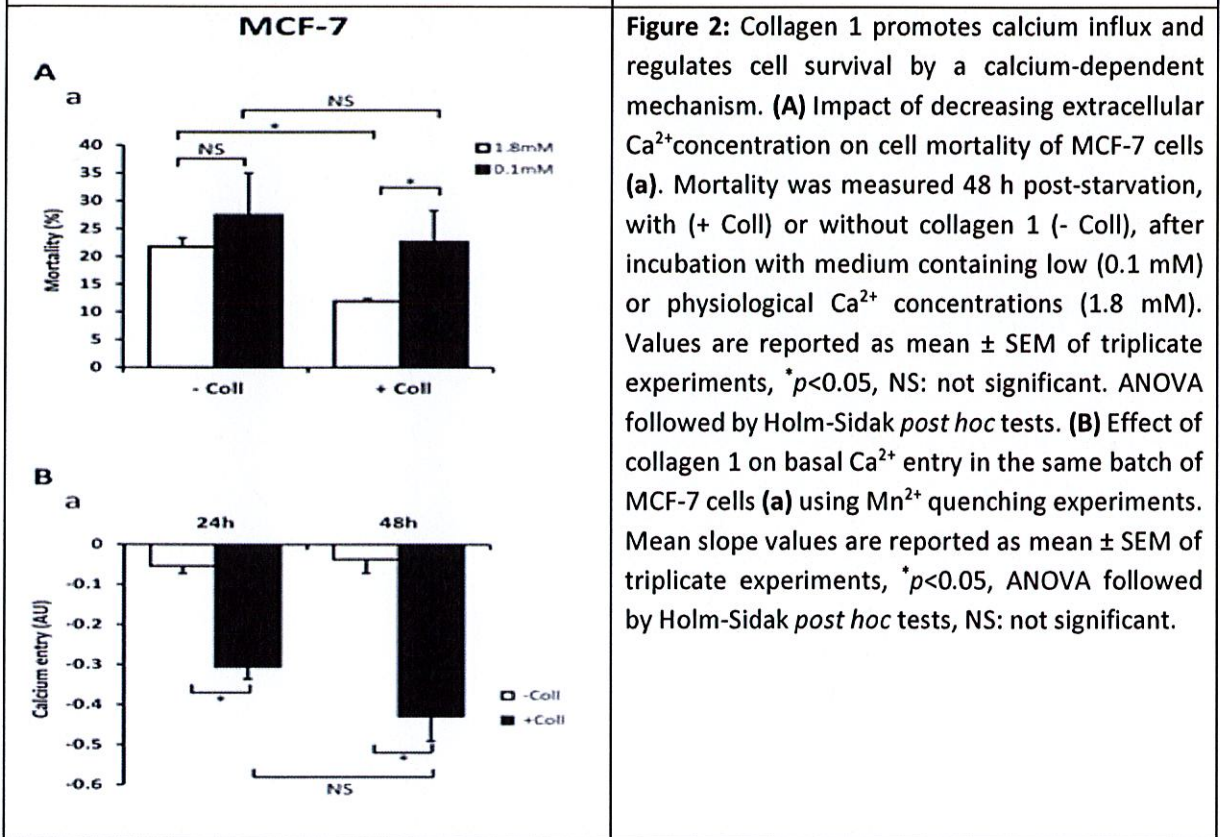 MCF-7
A
a
NS
*
NS
*
1.8mM
0.1mM
40
35
30
25
20
15
10
5
0
Mortality (%)
- Coll
+ Coll
B
a
24h
48h
0
-0.1
-0.2
-0.3
-0.4
-0.5
-0.6
Calcium entry (AU)
*
*
NS
-Coll
+Coll
Figure 2: Collagen 1 promotes calcium influx and
regulates cell survival by a calcium-dependent
mechanism. (A) Impact of decreasing extracellular
Ca²⁺concentration on cell mortality of MCF-7 cells
(a). Mortality was measured 48 h post-starvation,
with (+ Coll) or without collagen 1 (- Coll), after
incubation with medium containing low (0.1 mM)
or physiological Ca²⁺ concentrations (1.8 mM).
Values are reported as mean ± SEM of triplicate
experiments, *p<0.05, NS: not significant. ANOVA
followed by Holm-Sidak post hoc tests. (B) Effect of
collagen 1 on basal Ca²⁺ entry in the same batch of
MCF-7 cells (a) using Mn²⁺ quenching experiments.
Mean slope values are reported as mean ± SEM of
triplicate experiments, *p<0.05, ANOVA followed
by Holm-Sidak post hoc tests, NS: not significant.